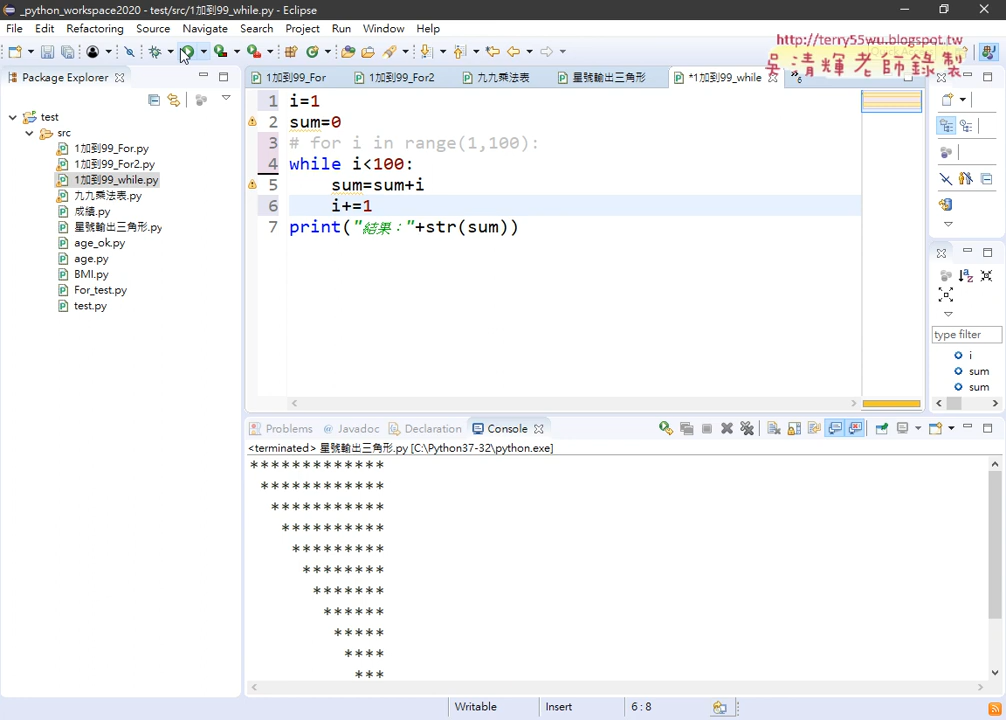 _python_workspace2020 - test/src/1加到99_while.py - Eclipse
File Edit Refactoring Source Navigate Search Project Run Window Help
http://terry55wu.blogspot.tw
吳清輝老師錄製
Package Explorer
1加到99_For
1加到99_For2
九九乘法表
星號輸出三角形
*1加到99_while
test
src
1加到99_For.py
1加到99_For2.py
1加到99_while.py
九九乘法表.py
成績.py
星號輸出三角形.py
age_ok.py
age.py
BMI.py
For_test.py
test.py
1 i=1
2 sum=0
3 # for i in range(1,100):
4 while i<100:
5 sum=sum+i
6 i+=1
7 print("結果："+str(sum))
type filter
i
sum
sum
Problems Javadoc Declaration Console
<terminated> 星號輸出三角形.py [C:\Python37-32\python.exe]
*************
************
***********
**********
*********
********
*******
******
*****
****
***
Writable Insert 6 : 8